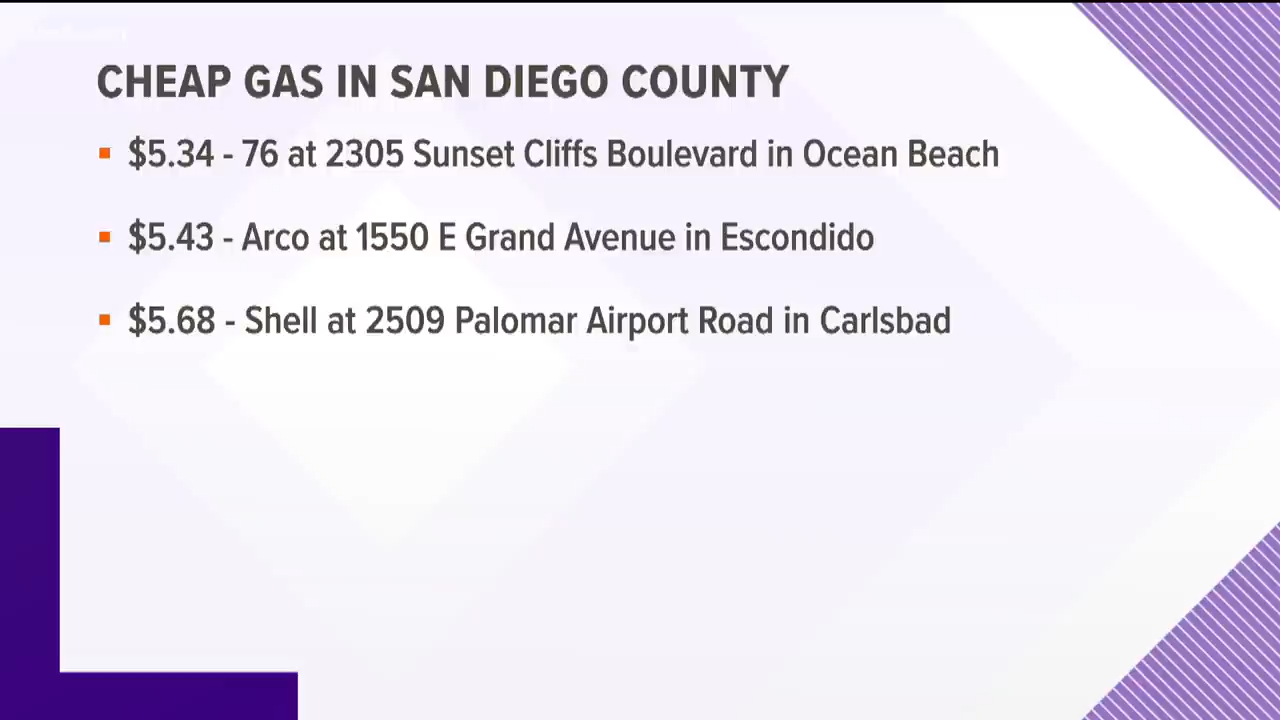 CHEAP GAS IN SAN DIEGO COUNTY
▪ $5.34 - 76 at 2305 Sunset Cliffs Boulevard in Ocean Beach
▪ $5.43 - Arco at 1550 E Grand Avenue in Escondido
▪ $5.68 - Shell at 2509 Palomar Airport Road in Carlsbad